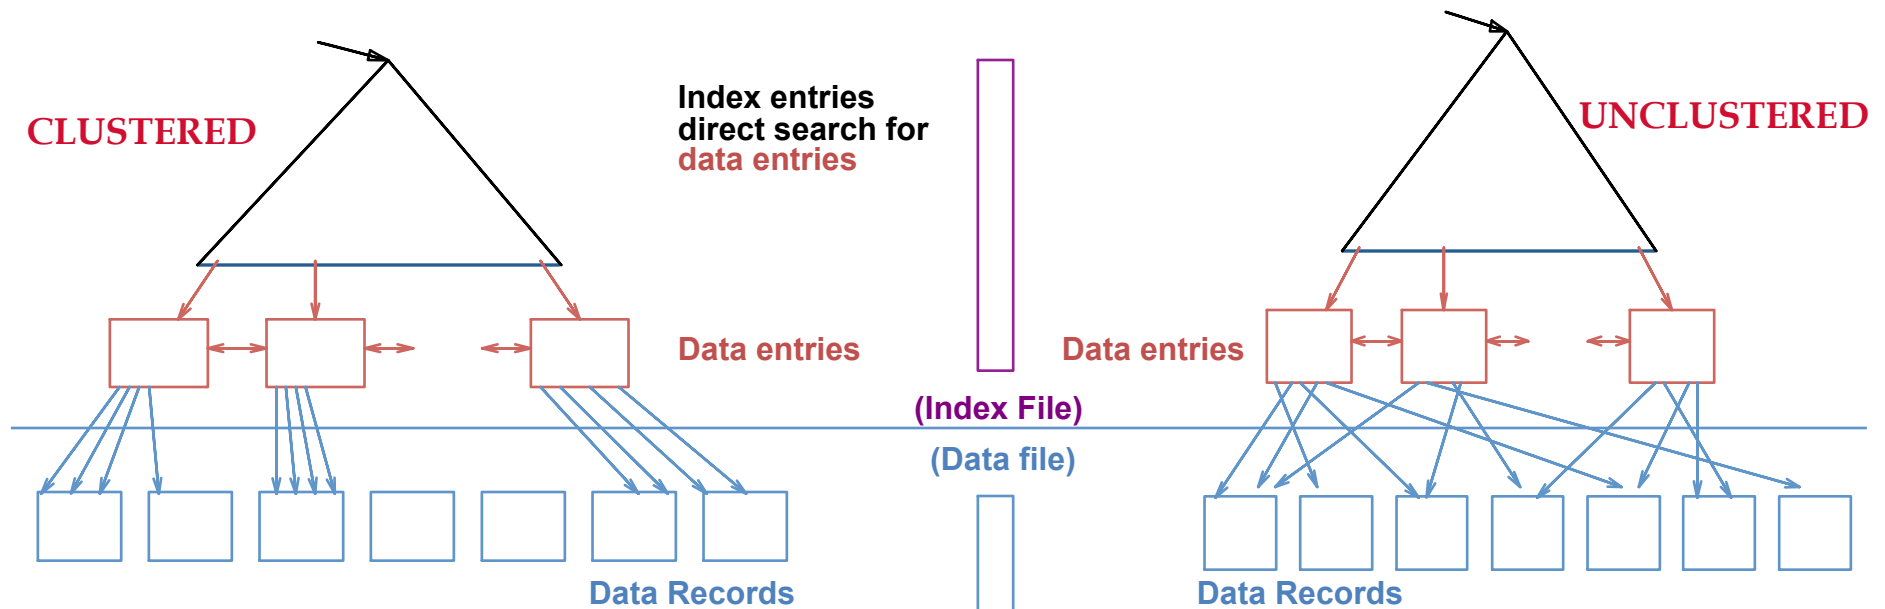 CLUSTERED
Index entries
direct search for
data entries
UNCLUSTERED
Data entries
Data entries
(Index File)
(Data file)
Data Records
Data Records